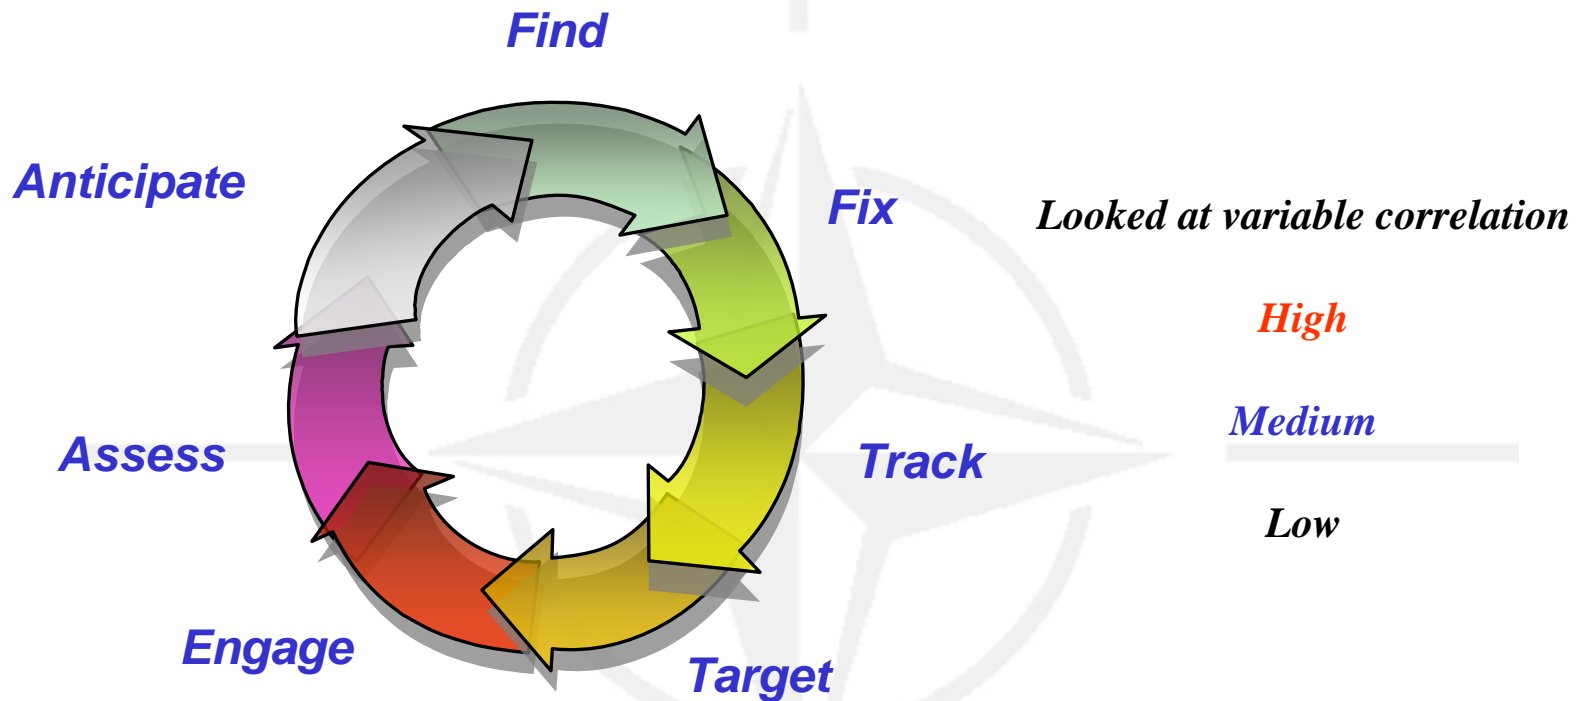 Find
Anticipate
Fix
Looked at variable correlation
High
Medium
Assess
Track
Low
Engage
Target